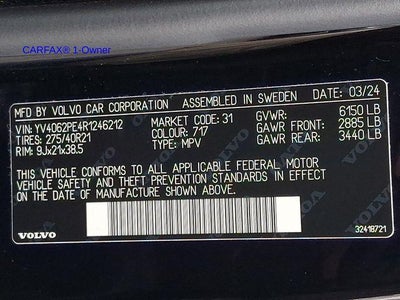 CARFAX® 1-Owner
MFD BY VOLVO CAR CORPORATION ASSEMBLED IN SWEDEN DATE: 03/24
VIN: YV4062PE4R1246212 MARKET CODE: 31 GVWR: 6150 LB
TIRES: 275/40R21 COLOUR: 717 GAWR FRONT: 2885 LB
RIM: 9Jx21x38.5 TYPE: MPV GAWR REAR: 3440 LB
THIS VEHICLE CONFORMS TO ALL APPLICABLE FEDERAL MOTOR
VEHICLE SAFETY AND THEFT PREVENTION STANDARDS IN EFFECT
ON THE DATE OF MANUFACTURE SHOWN ABOVE.
VOLVO 32418721